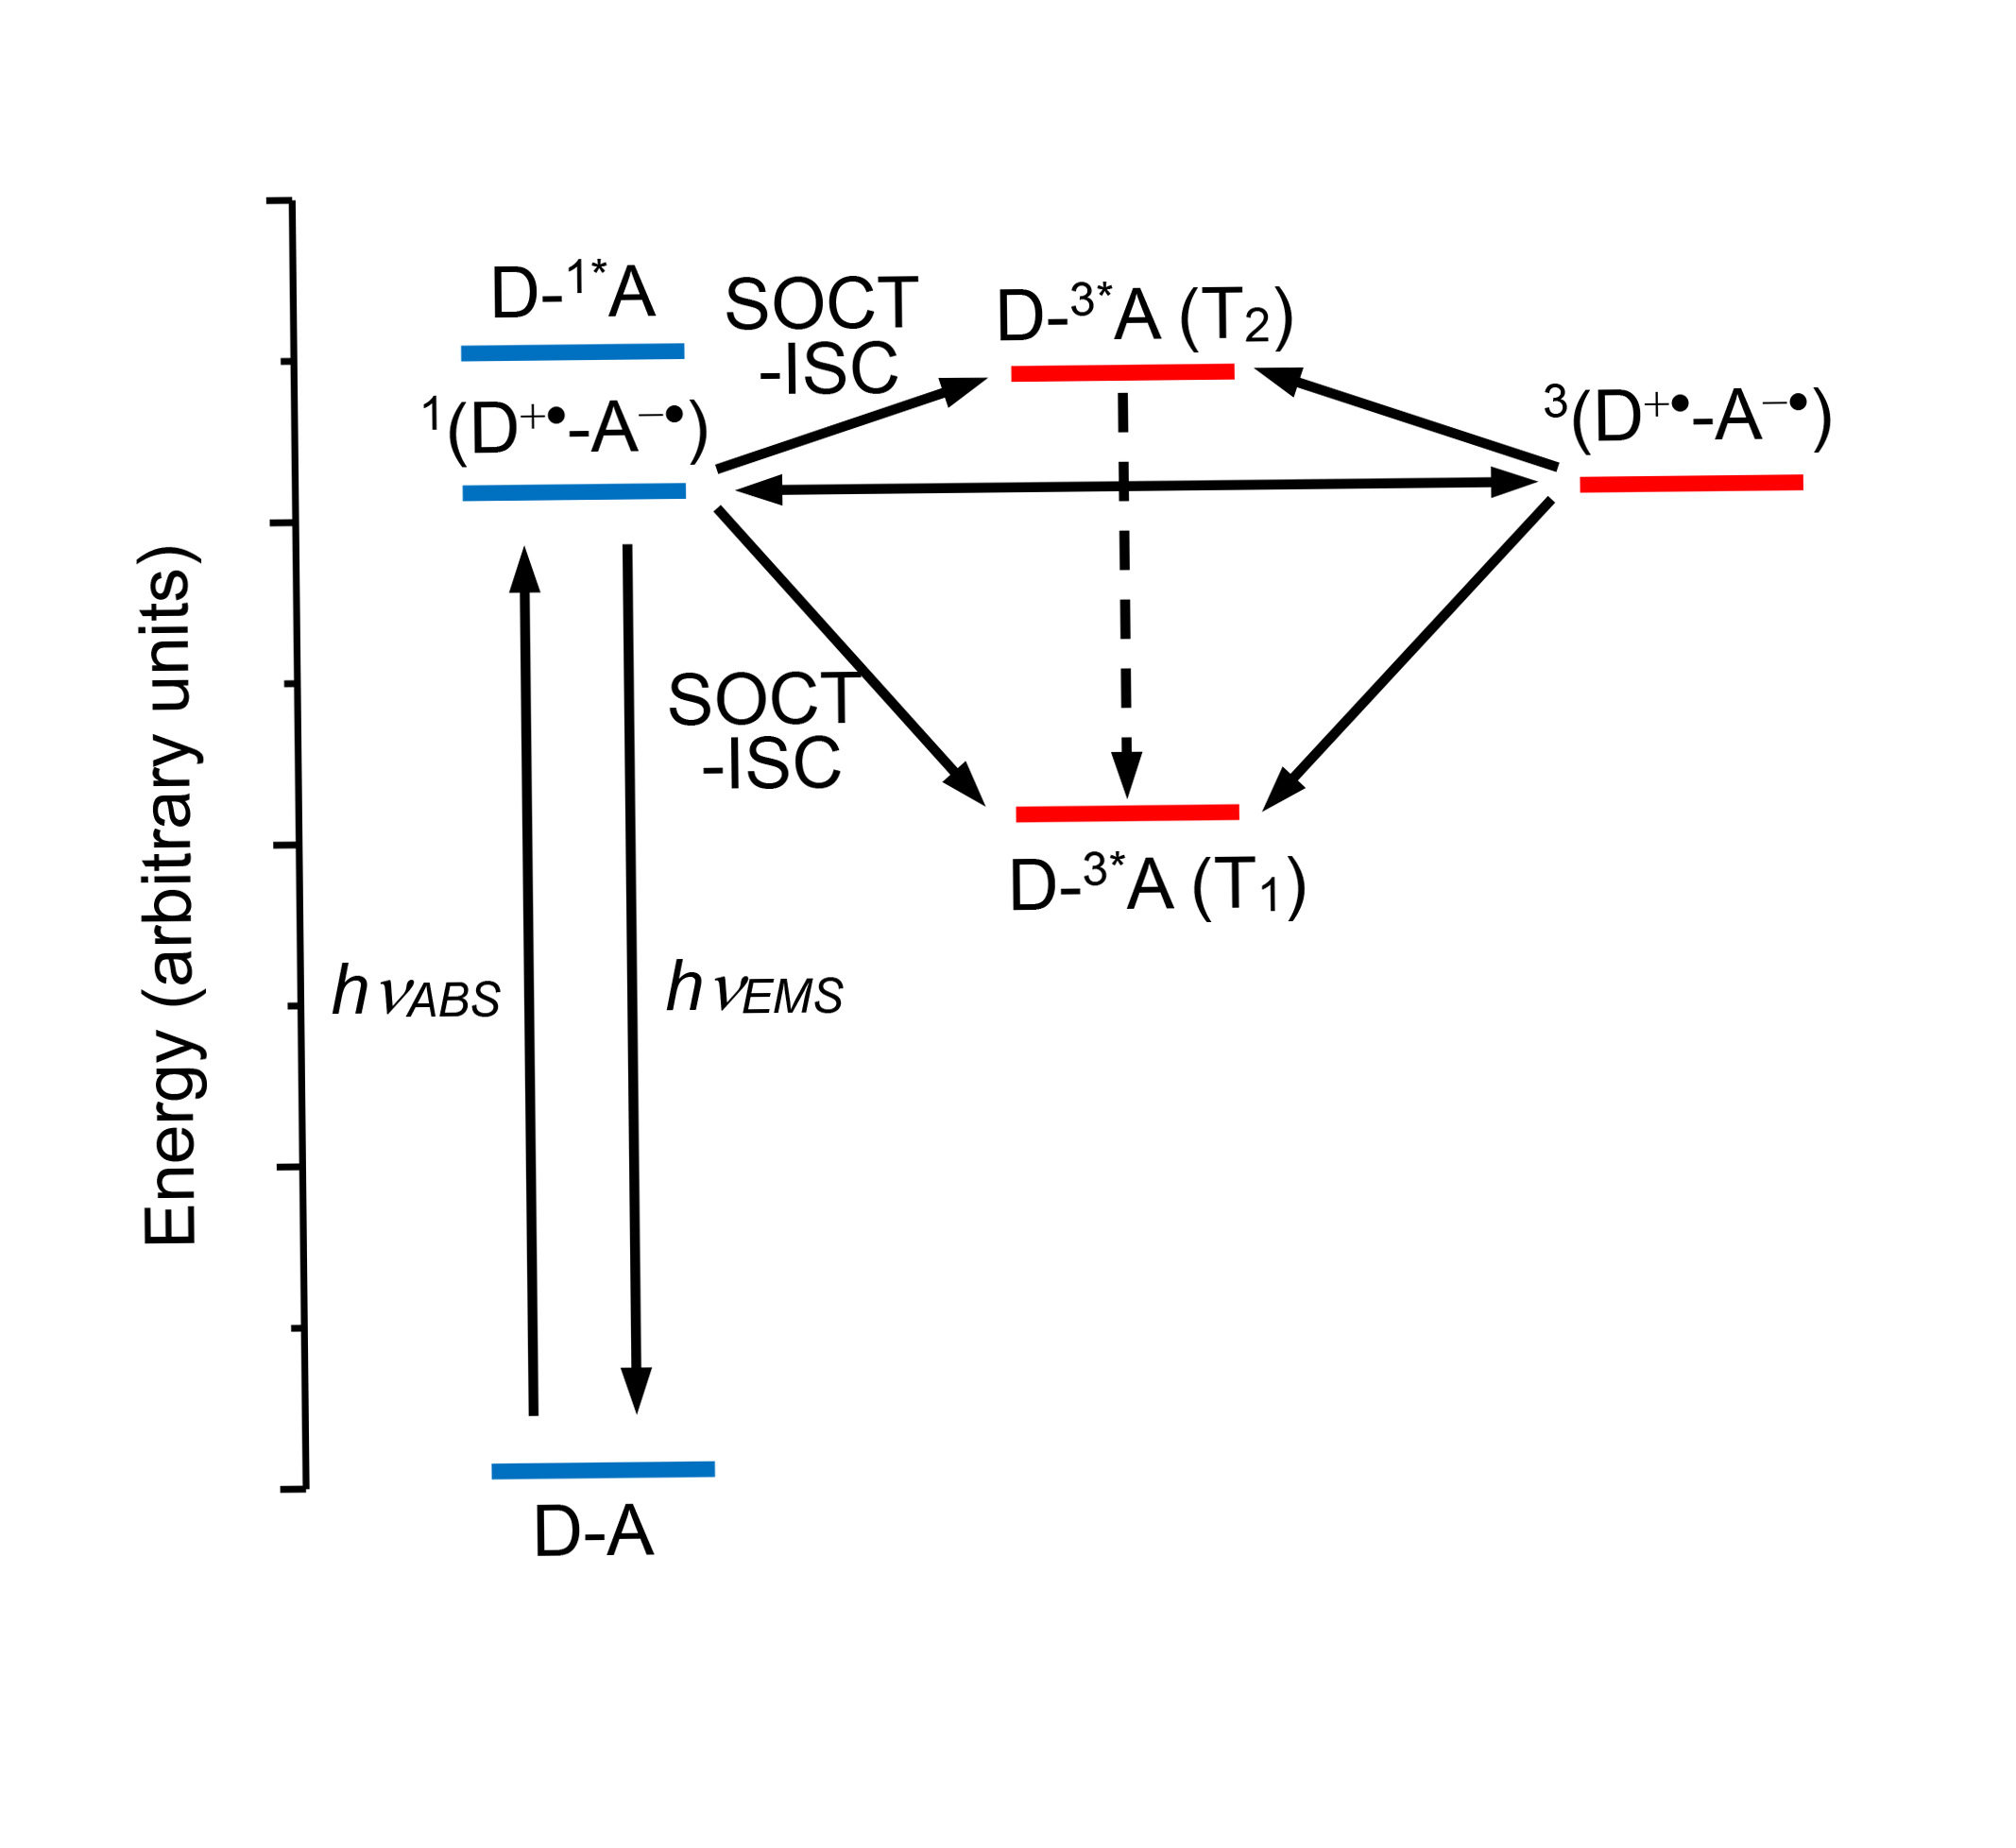 Energy (arbitrary units)
D-¹*A
SOCT
-ISC
D-³*A (T₂)
¹(D⁺•-A⁻•)
³(D⁺•-A⁻•)
SOCT
-ISC
D-³*A (T₁)
hνABS
hνEMS
D-A